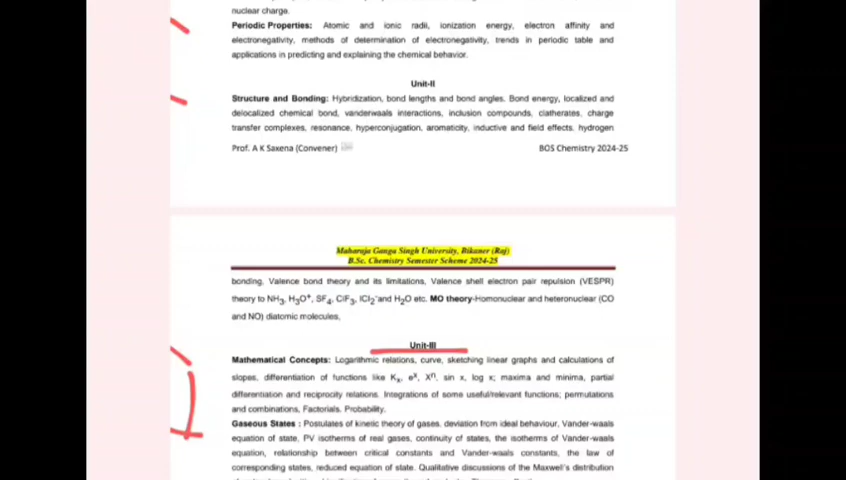 nuclear charge.
Periodic Properties: Atomic and ionic radii, ionization energy, electron affinity and
electronegativity, methods of determination of electronegativity, trends in periodic table and
applications in predicting and explaining the chemical behavior.
Unit-II
Structure and Bonding: Hybridization, bond lengths and bond angles. Bond energy, localized and
delocalized chemical bond, vanderwaals interactions, inclusion compounds, clatherates, charge
transfer complexes, resonance, hyperconjugation, aromaticity, inductive and field effects, hydrogen
Prof. A K Saxena (Convener) BOS Chemistry 2024-25
Maharaja Ganga Singh University, Bikaner (Raj)
B.Sc. Chemistry Semester Scheme 2024-25
bonding, Valence bond theory and its limitations, Valence shell electron pair repulsion (VESPR)
theory to NH3, H3O+, SF4, ClF3, ICl2- and H2O etc. MO theory-Homonuclear and heteronuclear (CO
and NO) diatomic molecules,
Unit-III
Mathematical Concepts: Logarithmic relations, curve, sketching linear graphs and calculations of
slopes, differentiation of functions like Kx, ex, Xn, sin x, log x; maxima and minima, partial
differentiation and reciprocity relations. Integrations of some useful/relevant functions; permutations
and combinations, Factorials. Probability.
Gaseous States : Postulates of kinetic theory of gases, deviation from ideal behaviour, Vander-waals
equation of state, PV isotherms of real gases, continuity of states, the isotherms of Vander-waals
equation, relationship between critical constants and Vander-waals constants, the law of
corresponding states, reduced equation of state. Qualitative discussions of the Maxwell's distribution